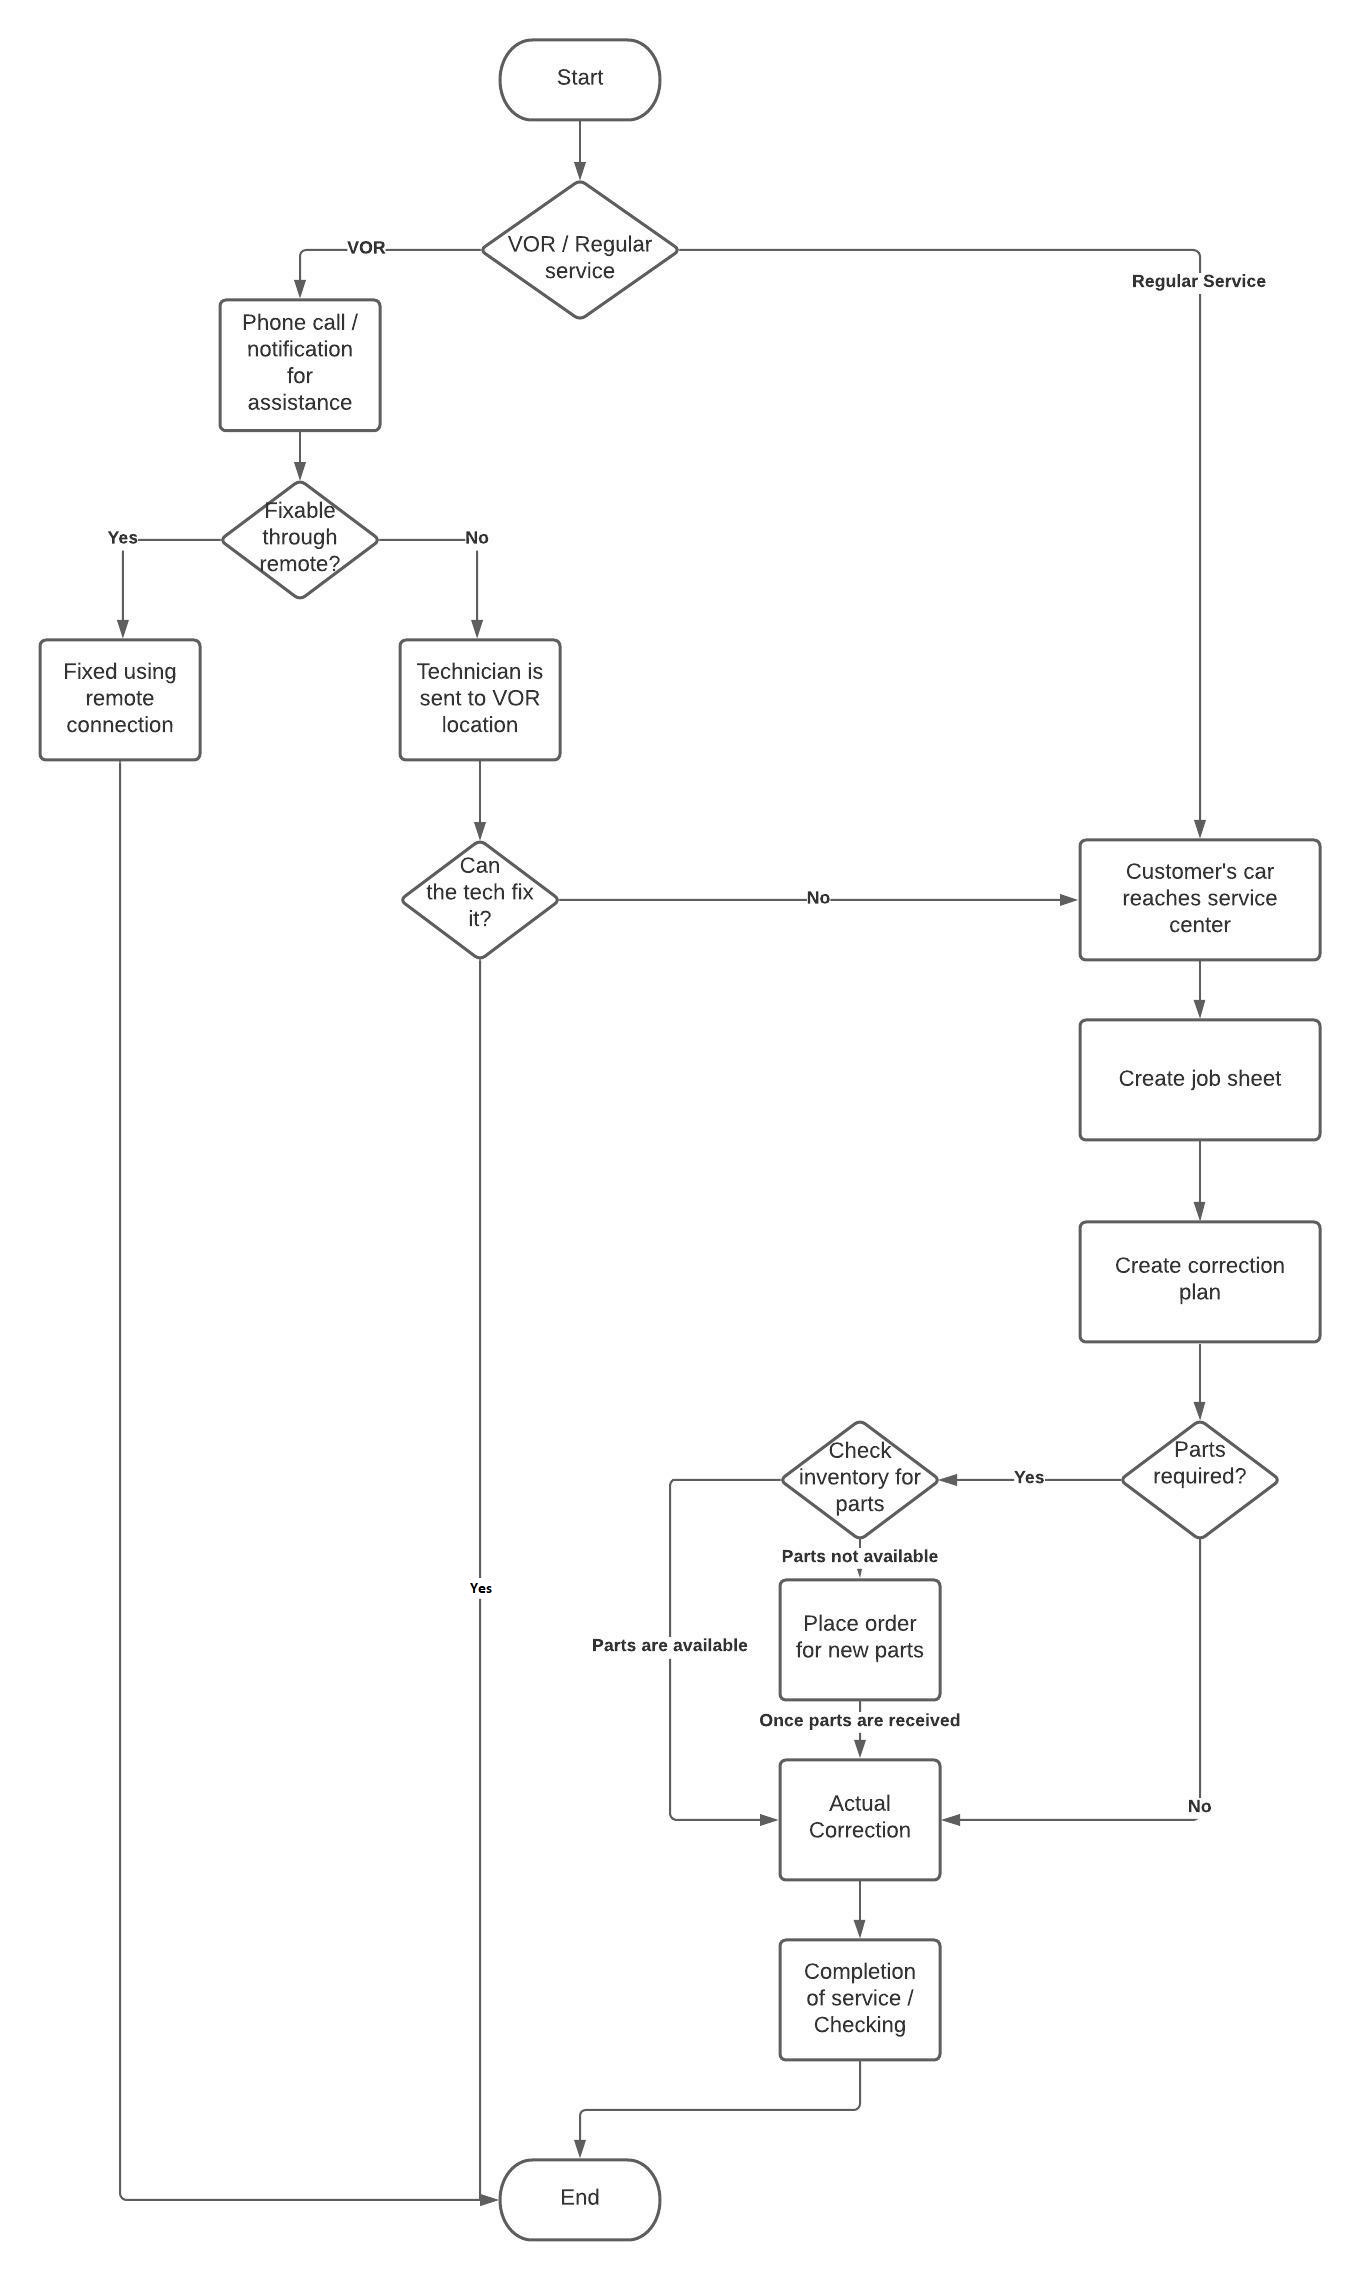 Start
VOR / Regular
service
VOR
Regular Service
Phone call /
notification
for
assistance
Fixable
through
remote?
Yes
No
Fixed using
remote
connection
Technician is
sent to VOR
location
Can
the tech fix
it?
No
Customer's car
reaches service
center
Create job sheet
Create correction
plan
Parts
required?
Yes
Check
inventory for
parts
Parts not available
Yes
Place order
for new parts
Parts are available
Once parts are received
Actual
Correction
No
Completion
of service /
Checking
End